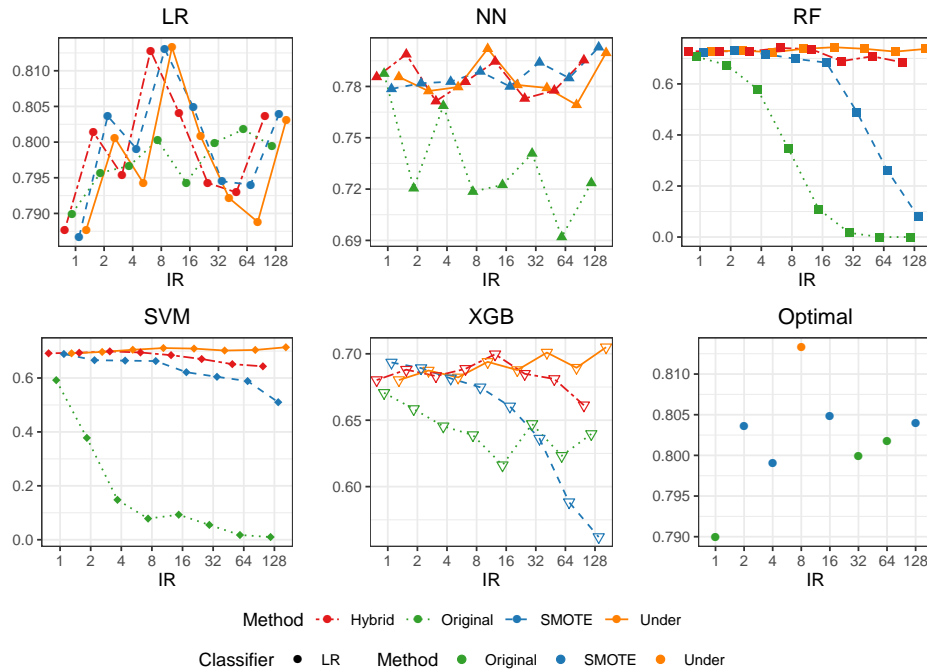 LR
NN
RF
0.810
0.805
0.800
0.795
0.790
0.78
0.75
0.72
0.69
0.6
0.4
0.2
0.0
1 2 4 8 16 32 64 128
1 2 4 8 16 32 64 128
1 2 4 8 16 32 64 128
IR
IR
IR
SVM
XGB
Optimal
0.6
0.4
0.2
0.0
0.70
0.65
0.60
0.810
0.805
0.800
0.795
0.790
1 2 4 8 16 32 64 128
1 2 4 8 16 32 64 128
1 2 4 8 16 32 64 128
IR
IR
IR
Method Hybrid Original SMOTE Under
Classifier LR Method Original SMOTE Under